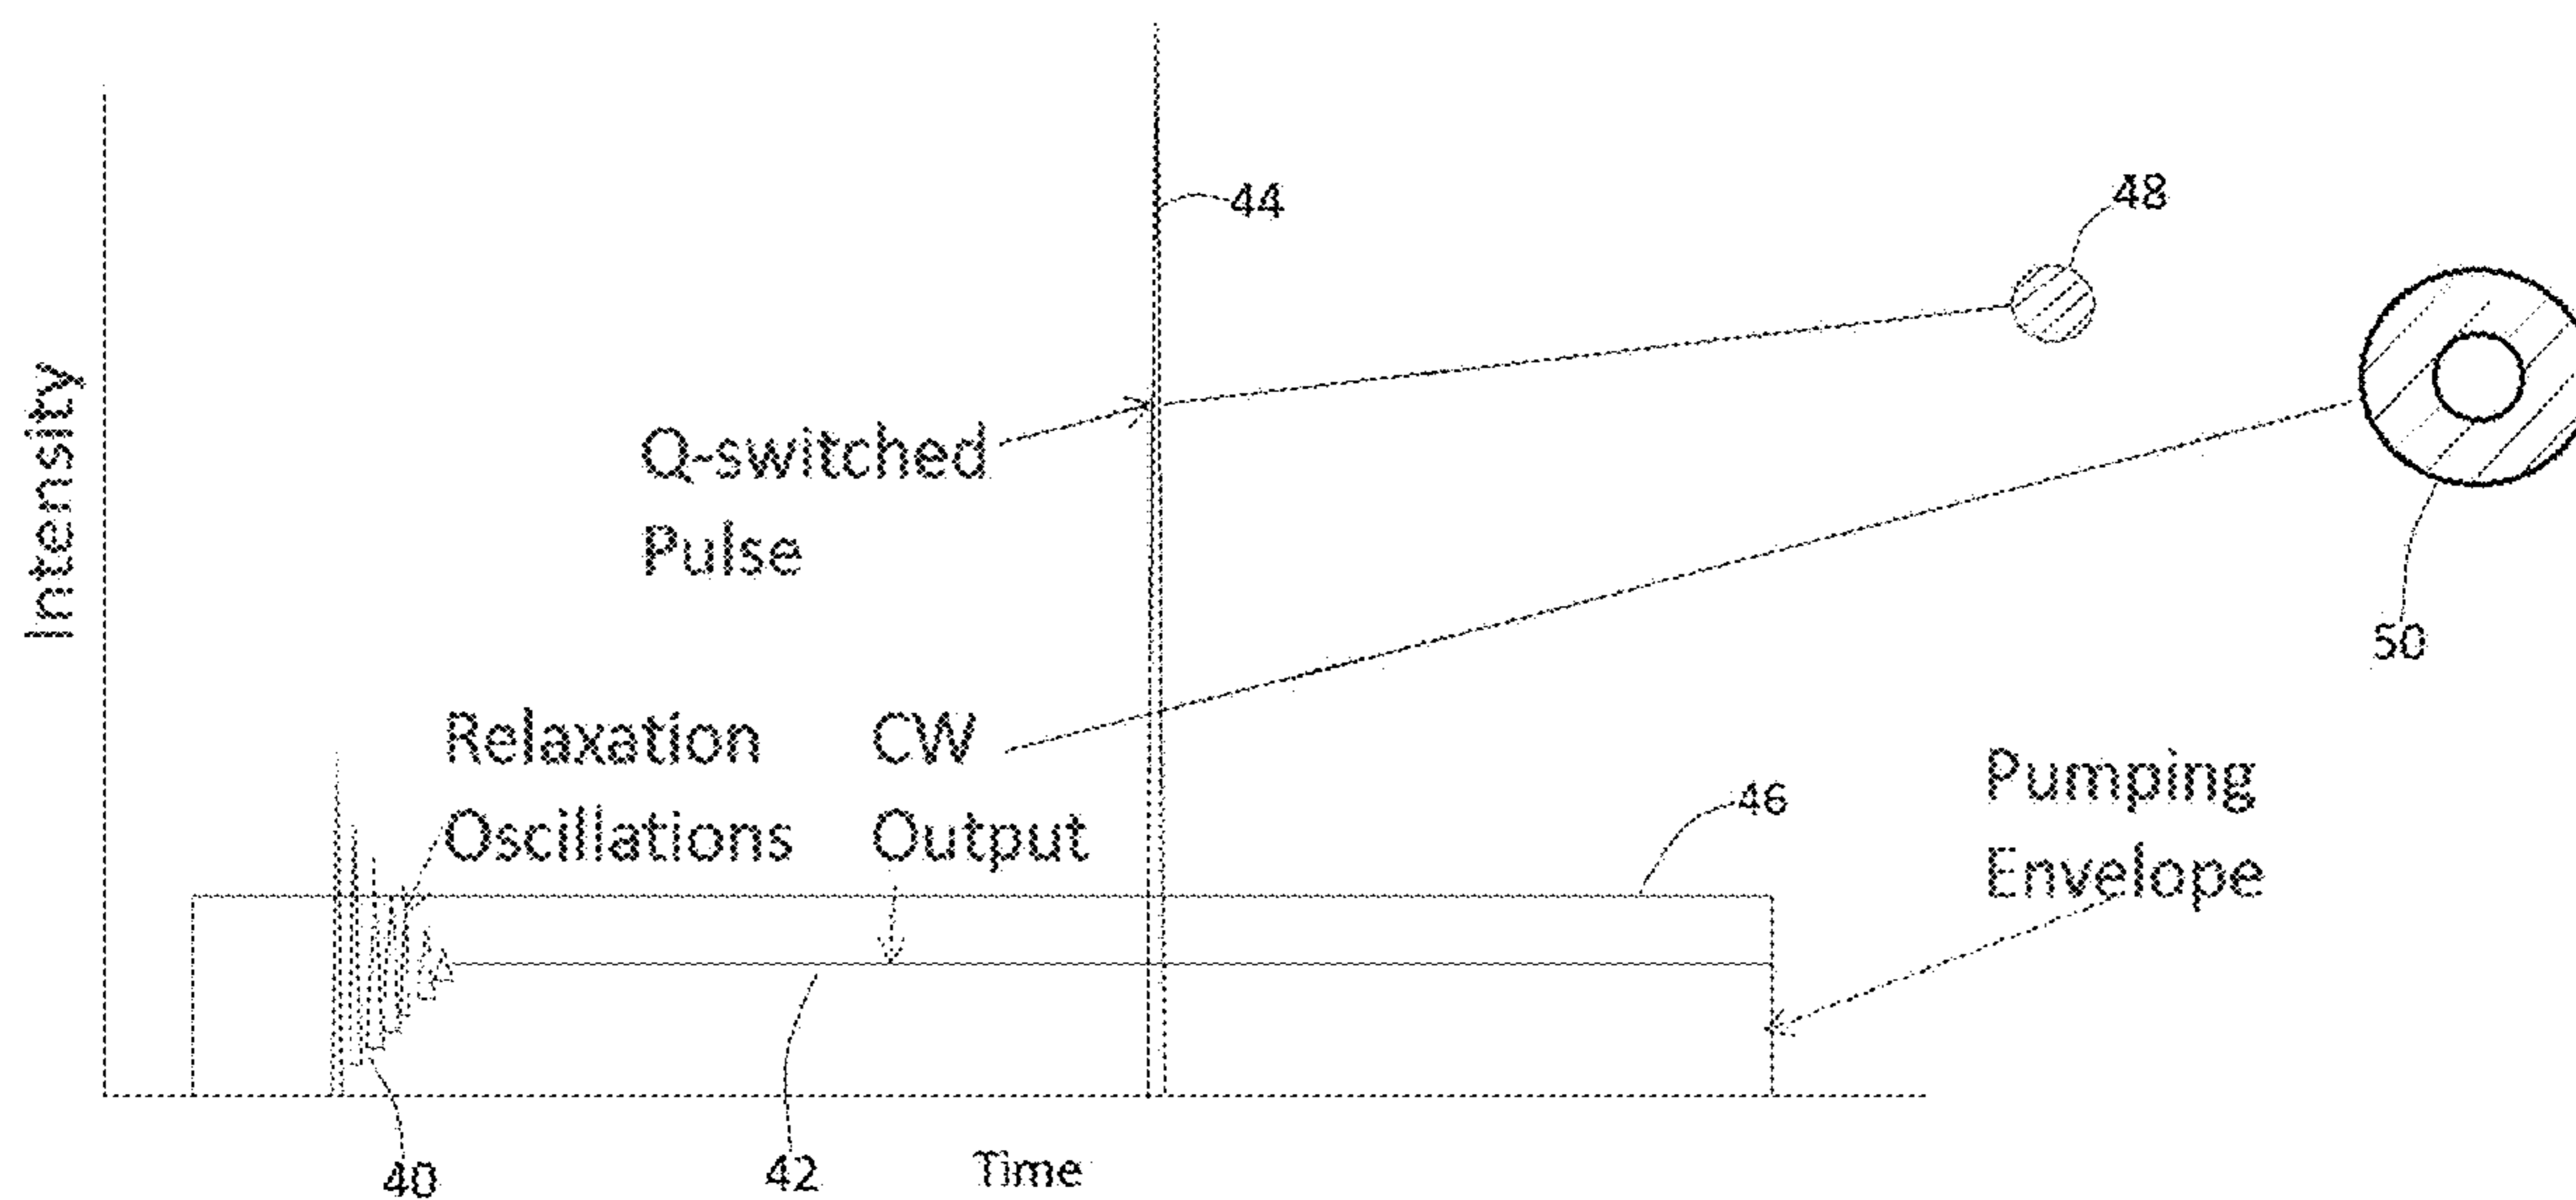 44
48
Intensity
Q-switched
Pulse
50
Relaxation
Oscillations
CW
Output
46
Pumping
Envelope
40
42
Time